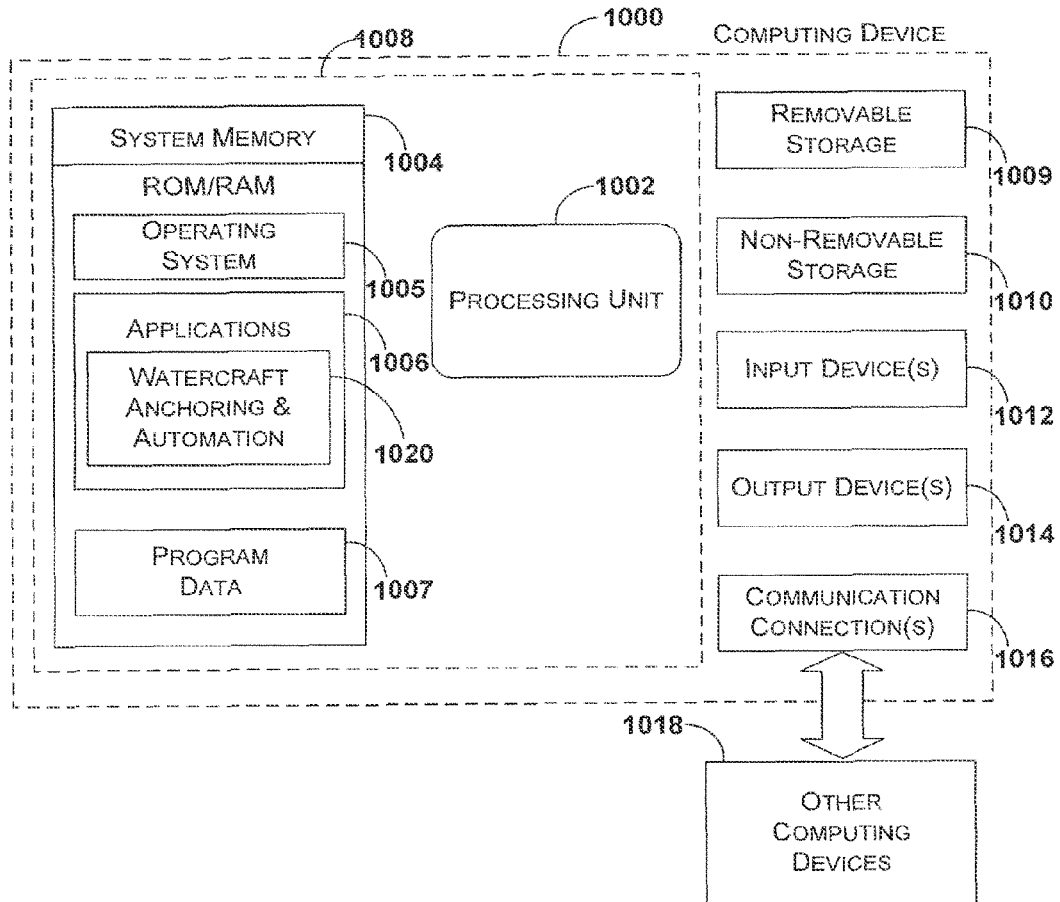 1008
1000
COMPUTING DEVICE
SYSTEM MEMORY
1004
ROM/RAM
OPERATING
SYSTEM
1005
APPLICATIONS
1006
WATERCRAFT
ANCHORING &
AUTOMATION
1020
PROGRAM
DATA
1007
1002
PROCESSING UNIT
REMOVABLE
STORAGE
1009
NON-REMOVABLE
STORAGE
1010
INPUT DEVICE(S)
1012
OUTPUT DEVICE(S)
1014
COMMUNICATION
CONNECTION(S)
1016
1018
OTHER
COMPUTING
DEVICES